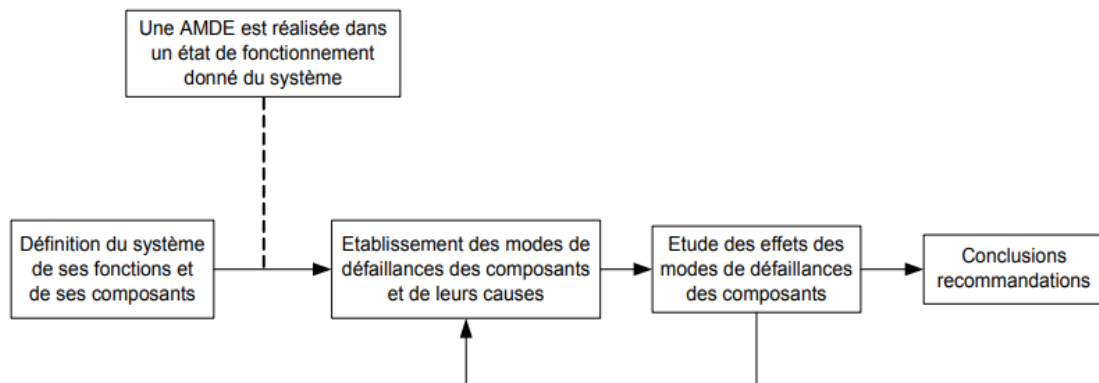 Une AMDE est réalisée dans
un état de fonctionnement
donné du système
Définition du système
de ses fonctions et
de ses composants
Etablissement des modes de
défaillances des composants
et de leurs causes
Etude des effets des
modes de défaillances
des composants
Conclusions
recommandations